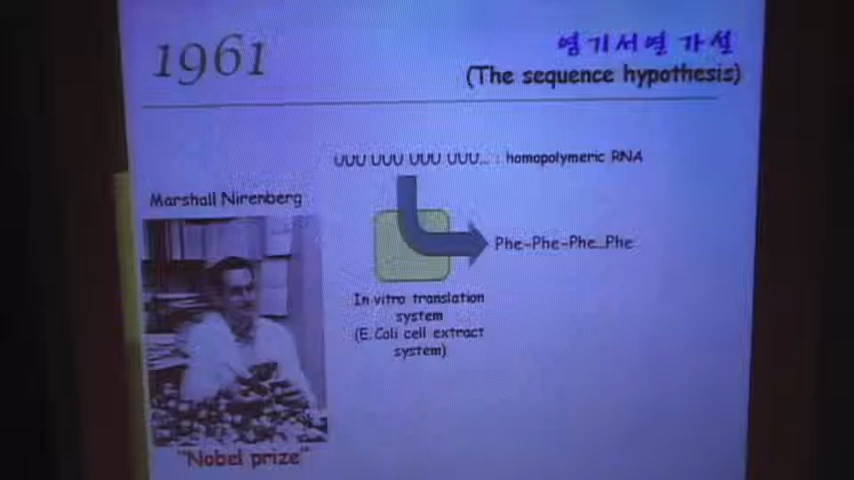 1961
염기서열 가설
(The sequence hypothesis)
UUU UUU UUU UUU... : homopolymeric RNA
Marshall Nirenberg
Phe-Phe-Phe...Phe
In vitro translation
system
(E.Coli cell extract
system)
"Nobel prize"